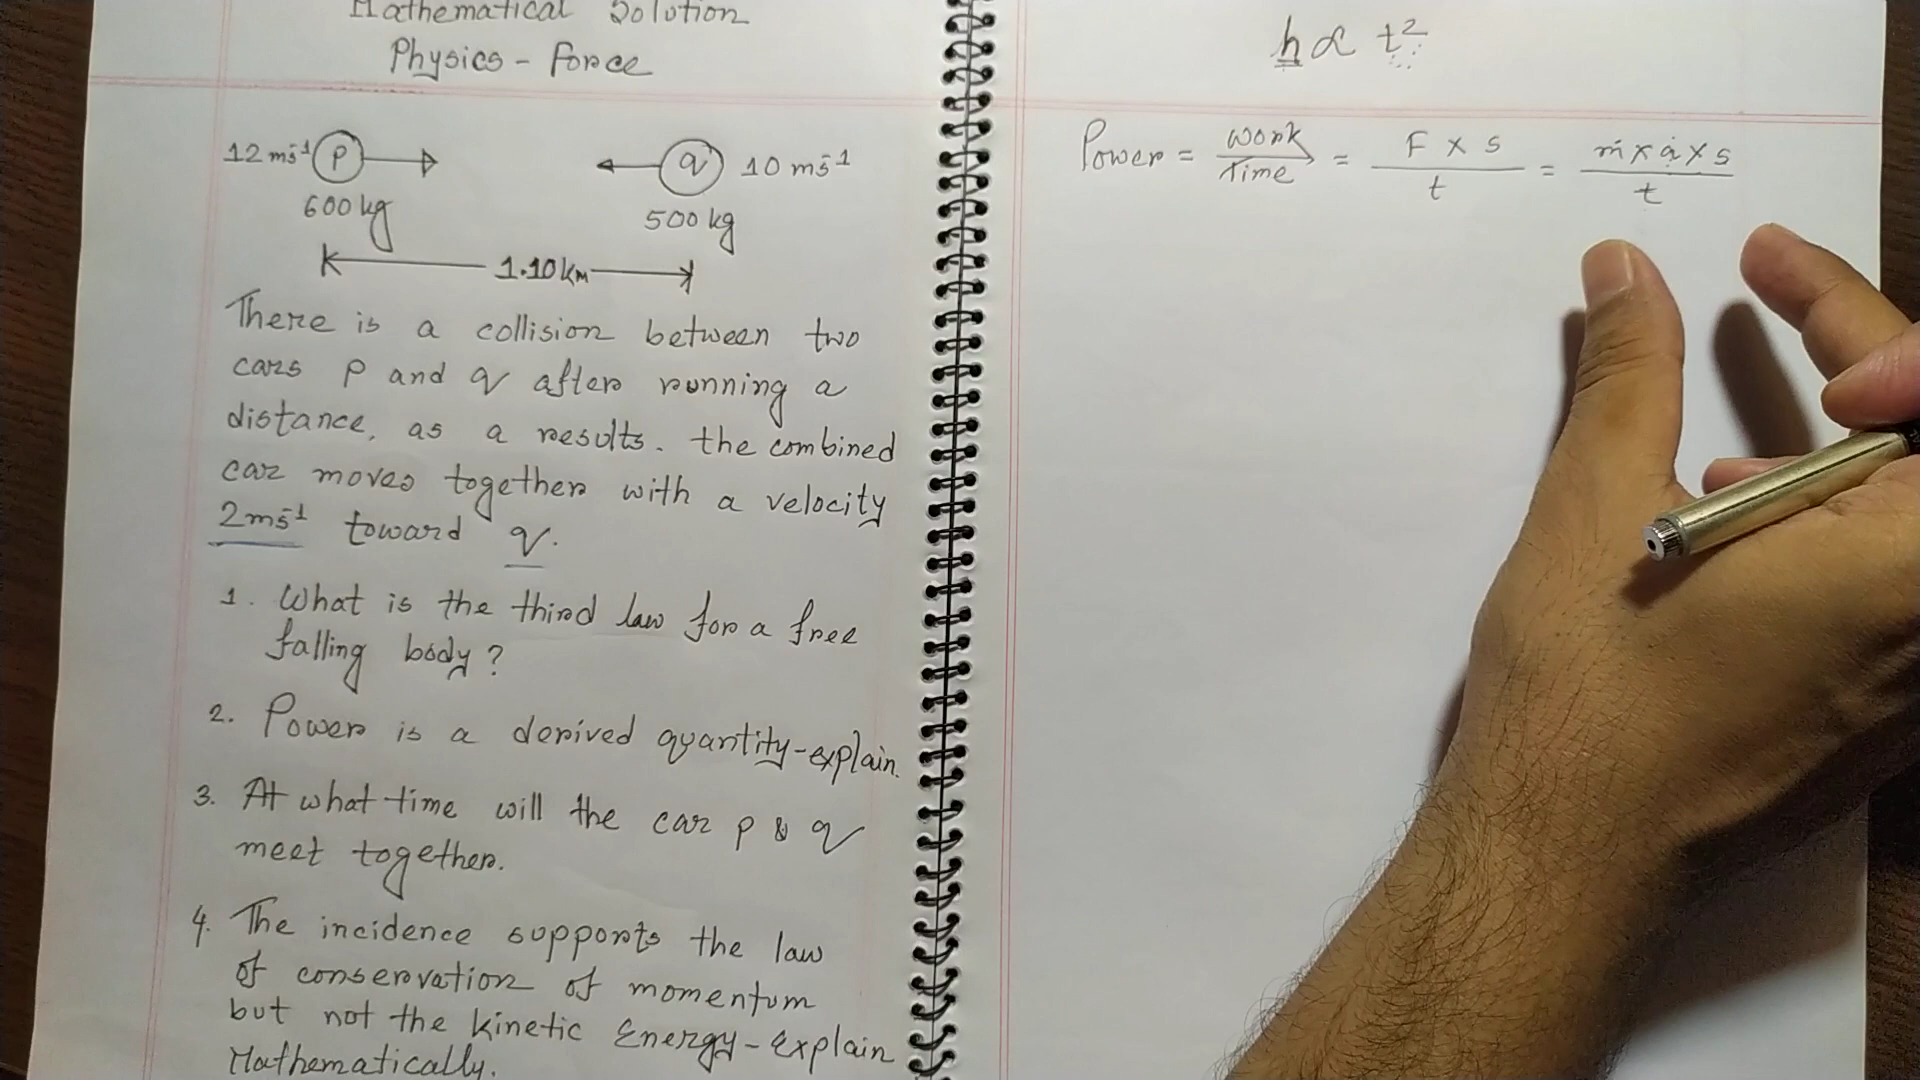 Mathematical Solution
Physics - Force
12 ms⁻¹ P q 10 ms⁻¹
600 kg 500 kg
1.10 km
There is a collision between two
cars P and q after running a
distance, as a results. the combined
car moves together with a velocity
2ms⁻¹ toward q.
1. What is the third law for a free
falling body?
2. Power is a derived quantity-explain.
3. At what time will the car P & q
meet together.
4. The incidence supports the law
of conservation of momentum
but not the kinetic Energy-explain
Mathematically.
h ∝ t²
Power = work/Time = F x s/t = m x a x s/t